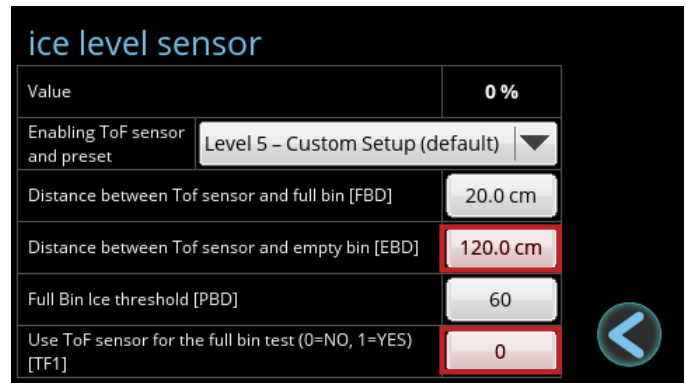 ice level sensor
Value 0 %
Enabling ToF sensor
and preset
Level 5 – Custom Setup (default)
Distance between Tof sensor and full bin [FBD] 20.0 cm
Distance between Tof sensor and empty bin [EBD] 120.0 cm
Full Bin Ice threshold [PBD] 60
Use ToF sensor for the full bin test (0=NO, 1=YES)
[TF1]
0